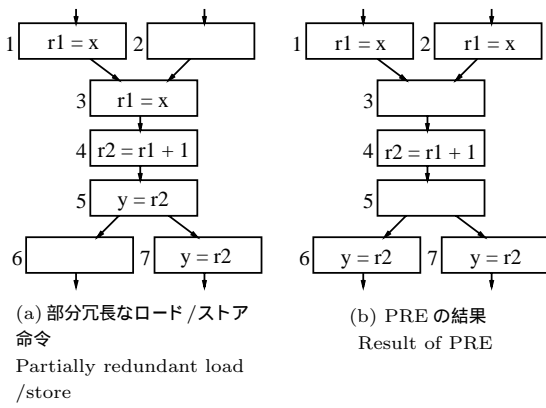 1
r1 = x
2
3
r1 = x
4
r2 = r1 + 1
5
y = r2
6
7
y = r2
(a) 部分冗長なロード/ストア
命令
Partially redundant load
/store
1
r1 = x
2
r1 = x
3
4
r2 = r1 + 1
5
6
y = r2
7
y = r2
(b) PRE の結果
Result of PRE